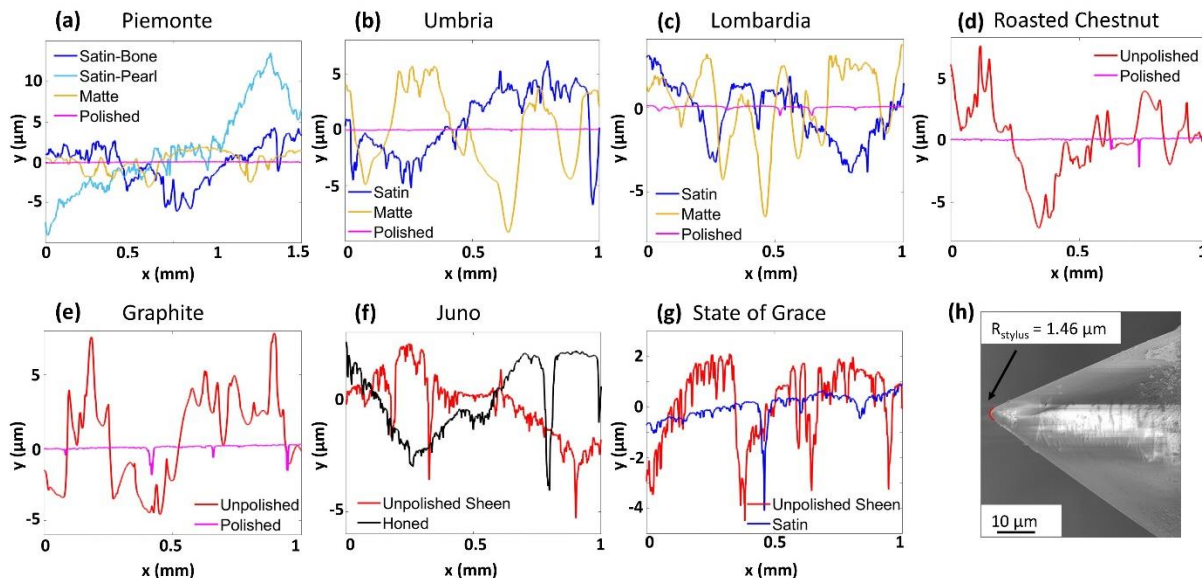 (a) Piemonte
Satin-Bone
Satin-Pearl
Matte
Polished
y (µm)
10
5
0
-5
0 0.5 1 1.5
x (mm)
(b) Umbria
Satin
Matte
Polished
y (µm)
5
0
-5
0 0.5 1
x (mm)
(c) Lombardia
Satin
Matte
Polished
y (µm)
5
0
-5
0 0.5 1
x (mm)
(d) Roasted Chestnut
Unpolished
Polished
y (µm)
5
0
-5
0 0.5 1
x (mm)
(e) Graphite
Unpolished
Polished
y (µm)
5
0
-5
0 0.5 1
x (mm)
(f) Juno
Unpolished Sheen
Honed
y (µm)
0
-5
0 0.5 1
x (mm)
(g) State of Grace
Unpolished Sheen
Satin
y (µm)
2
0
-2
-4
0 0.5 1
x (mm)
(h)
Rstylus = 1.46 µm
10 µm